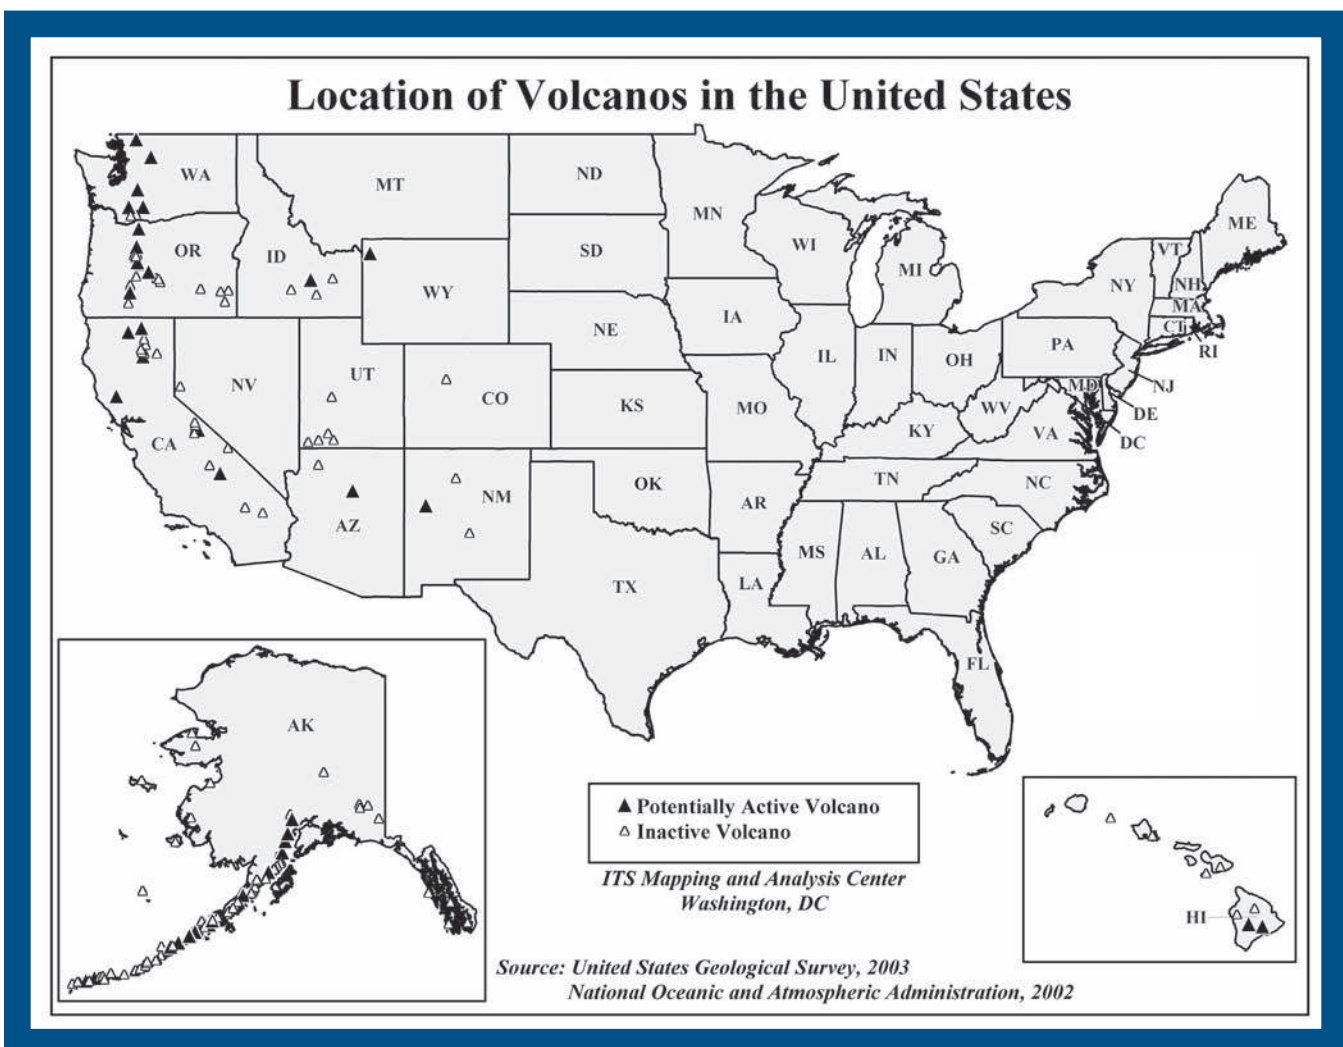 Location of Volcanos in the United States
WA
MT
ND
MN
OR
ID
SD
WI
MI
WY
IA
NE
NY
VT
NH
ME
MA
CT
RI
NV
UT
CO
KS
MO
IL
IN
OH
PA
NJ
MD
DE
DC
WV
VA
KY
CA
AZ
NM
OK
AR
TN
NC
SC
MS
AL
GA
TX
LA
FL
AK
▲ Potentially Active Volcano
△ Inactive Volcano
ITS Mapping and Analysis Center
Washington, DC
HI
Source: United States Geological Survey, 2003
National Oceanic and Atmospheric Administration, 2002